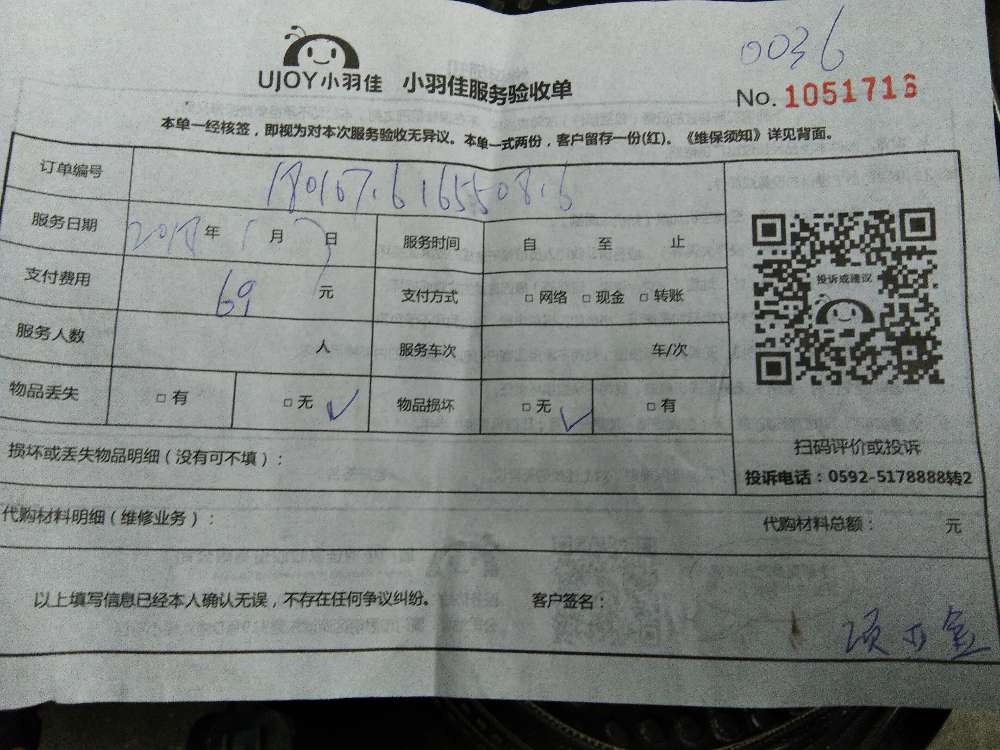 0036
UJOY小羽佳 小羽佳服务验收单
No. 1051716
本单一经核签，即视为对本次服务验收无异议。本单一式两份，客户留存一份(红)。《维保须知》详见背面。
订单编号
服务日期 2018年 1月 7日 服务时间 自 至 止
投诉或建议
支付费用 69 元 支付方式 □ 网络 □ 现金 □ 转账
服务人数 人 服务车次 车/次
物品丢失 □ 有 □ 无 ✓ 物品损坏 □ 无 ✓ □ 有
扫码评价或投诉
投诉电话：0592-5178888转2
损坏或丢失物品明细（没有可不填）：
代购材料明细（维修业务）： 代购材料总额： 元
以上填写信息已经本人确认无误，不存在任何争议纠纷。 客户签名：